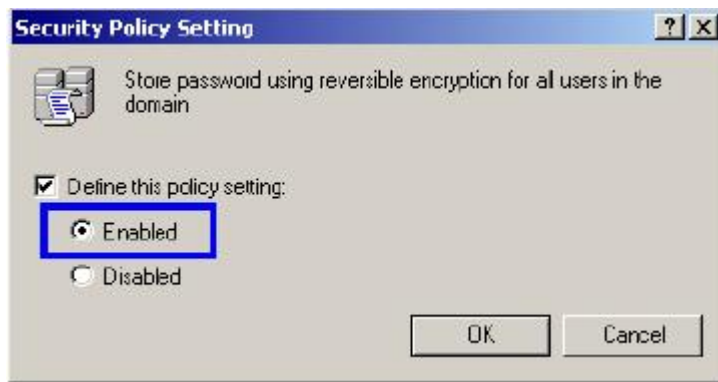 Security Policy Setting
Store password using reversible encryption for all users in the
domain
Define this policy setting:
Enabled
Disabled
OK
Cancel